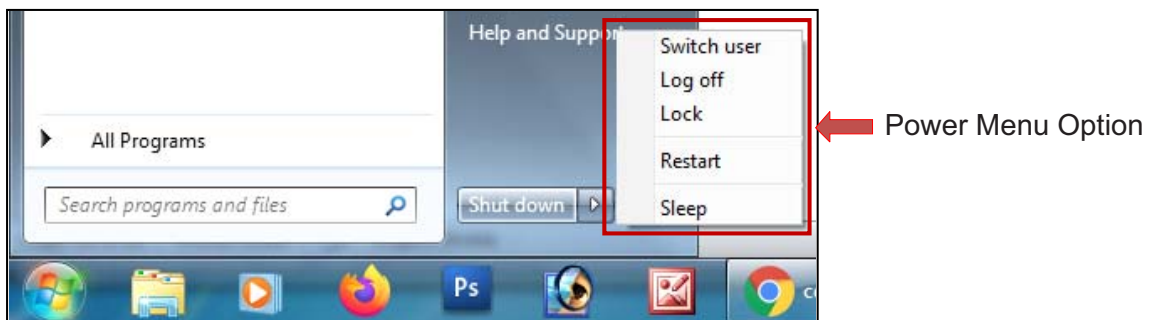 Help and Support
Switch user
Log off
Lock
Restart
Sleep
Power Menu Option
All Programs
Search programs and files
Shut down
Ps